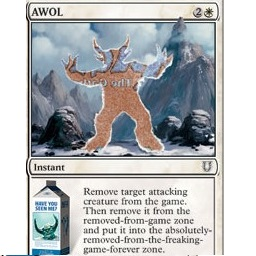 AWOL 2
Instant
HAVE YOU
SEEN ME?
Remove target attacking
creature from the game.
Then remove it from the
removed-from-game zone
and put it into the absolutely-
removed-from-the-freaking-
game-forever zone.